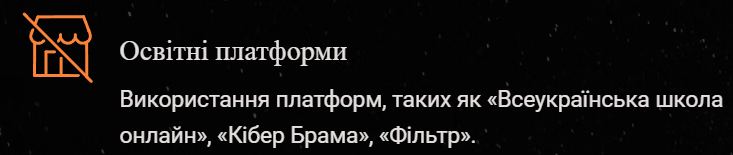 Освітні платформи
Використання платформ, таких як «Всеукраїнська школа
онлайн», «Кібер Брама», «Фільтр».